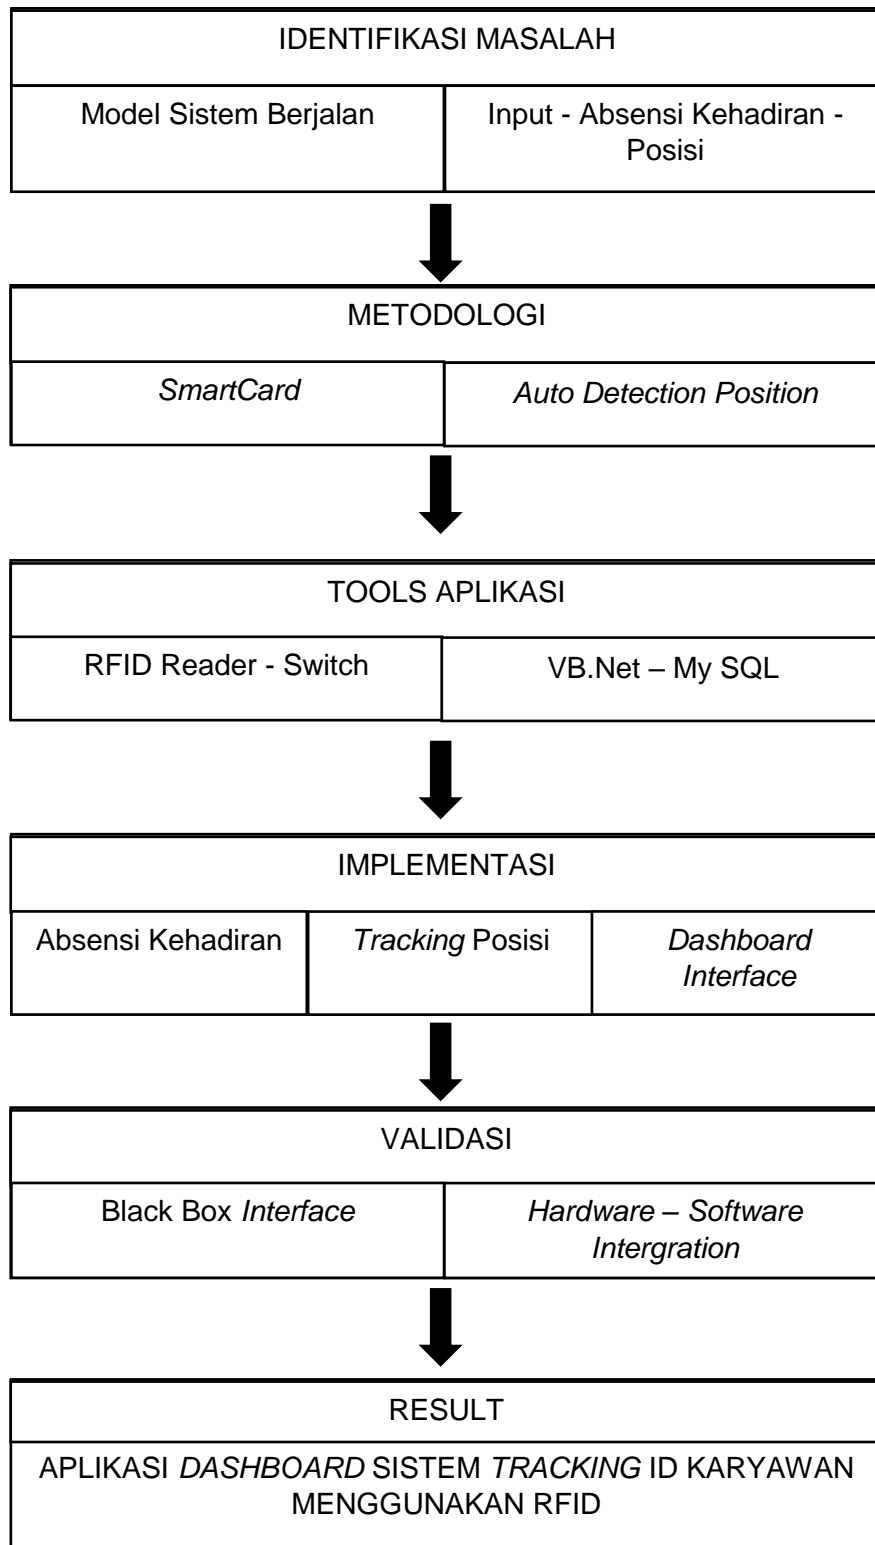 IDENTIFIKASI MASALAH
Model Sistem Berjalan
Input - Absensi Kehadiran -
Posisi
METODOLOGI
SmartCard
Auto Detection Position
TOOLS APLIKASI
RFID Reader - Switch
VB.Net – My SQL
IMPLEMENTASI
Absensi Kehadiran
Tracking Posisi
Dashboard
Interface
VALIDASI
Black Box Interface
Hardware – Software
Intergration
RESULT
APLIKASI DASHBOARD SISTEM TRACKING ID KARYAWAN
MENGGUNAKAN RFID